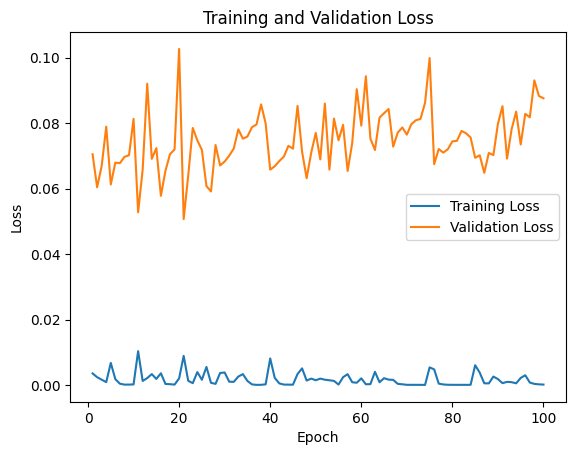 Training and Validation Loss
0.10
0.08
0.06
0.04
0.02
0.00
Loss
Training Loss
Validation Loss
0
20
40
60
80
100
Epoch